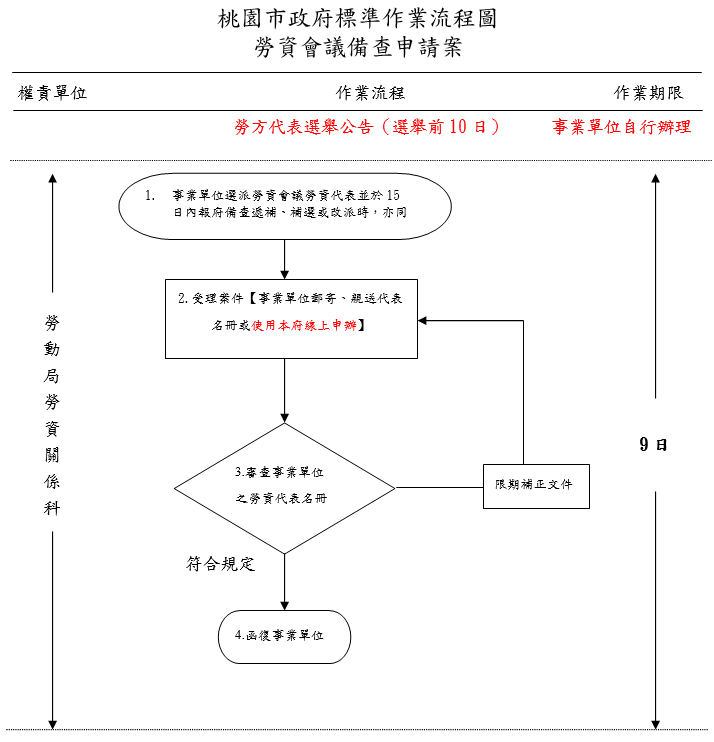 桃園市政府標準作業流程圖
勞資會議備查申請案
權責單位 作業流程 作業期限
勞方代表選舉公告（選舉前10日） 事業單位自行辦理
1. 事業單位選派勞資會議勞資代表並於15
日內報府備查遞補、補選或改派時，亦同
2.受理案件【事業單位郵寄、親送代表
名冊或使用本府線上申辦】
勞動局勞資關係科
9日
3.審查事業單位
之勞資代表名冊
限期補正文件
符合規定
4.函復事業單位